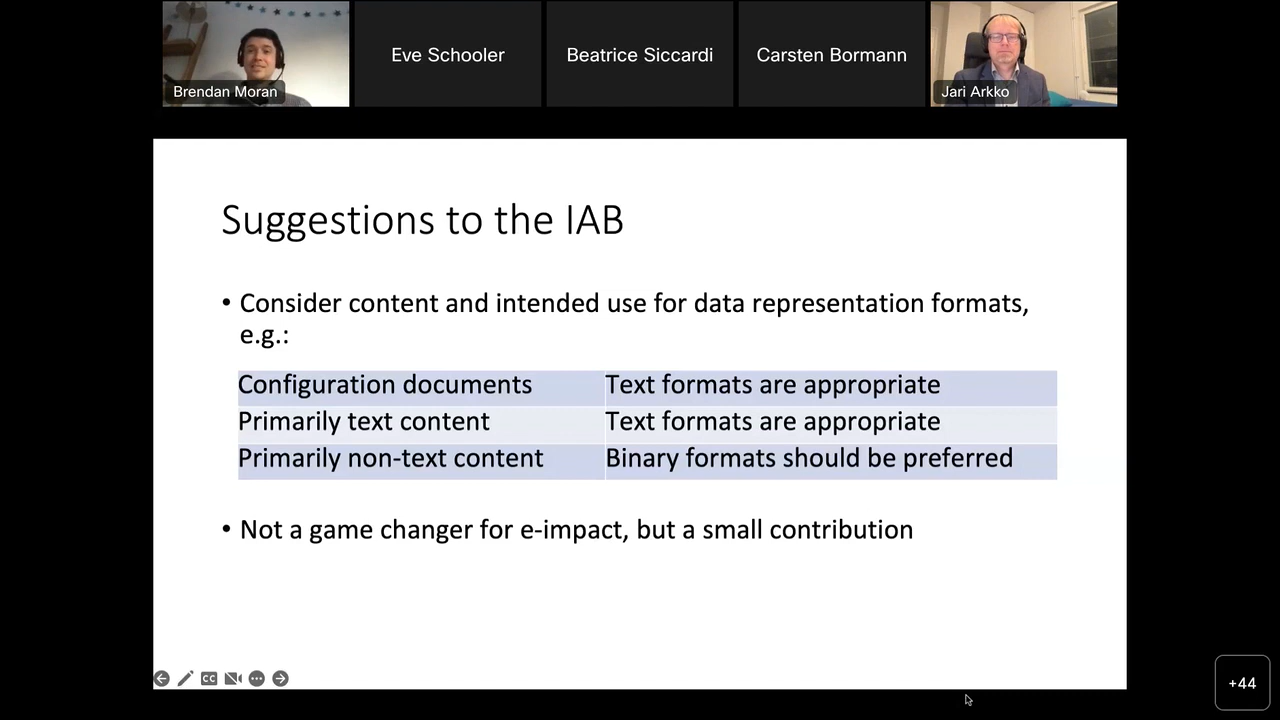 Brendan Moran
Eve Schooler
Beatrice Siccardi
Carsten Bormann
Jari Arkko
Suggestions to the IAB
• Consider content and intended use for data representation formats,
e.g.:
Configuration documents Text formats are appropriate
Primarily text content Text formats are appropriate
Primarily non-text content Binary formats should be preferred
• Not a game changer for e-impact, but a small contribution
CC
+44